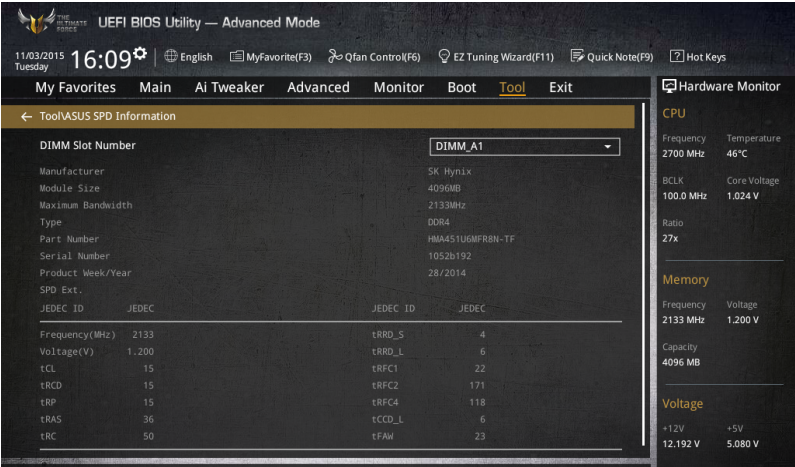 THE ULTIMATE FORCE
UEFI BIOS Utility — Advanced Mode
11/03/2015
Tuesday
16:09
English
MyFavorite(F3)
Qfan Control(F6)
EZ Tuning Wizard(F11)
Quick Note(F9)
? Hot Keys
My Favorites Main Ai Tweaker Advanced Monitor Boot Tool Exit
Tool\ASUS SPD Information
DIMM Slot Number DIMM_A1
Manufacturer SK Hynix
Module Size 4096MB
Maximum Bandwidth 2133MHz
Type DDR4
Part Number HMA451U6MFR8N-TF
Serial Number 1052b192
Product Week/Year 28/2014
SPD Ext.
JEDEC ID JEDEC JEDEC ID JEDEC
Frequency(MHz) 2133 tRRD_S 4
Voltage(V) 1.200 tRRD_L 6
tCL 15 tRFC1 22
tRCD 15 tRFC2 171
tRP 15 tRFC4 118
tRAS 36 tCCD_L 6
tRC 50 tFAW 23
Hardware Monitor
CPU
Frequency Temperature
2700 MHz 46°C
BCLK Core Voltage
100.0 MHz 1.024 V
Ratio
27x
Memory
Frequency Voltage
2133 MHz 1.200 V
Capacity
4096 MB
Voltage
+12V +5V
12.192 V 5.080 V